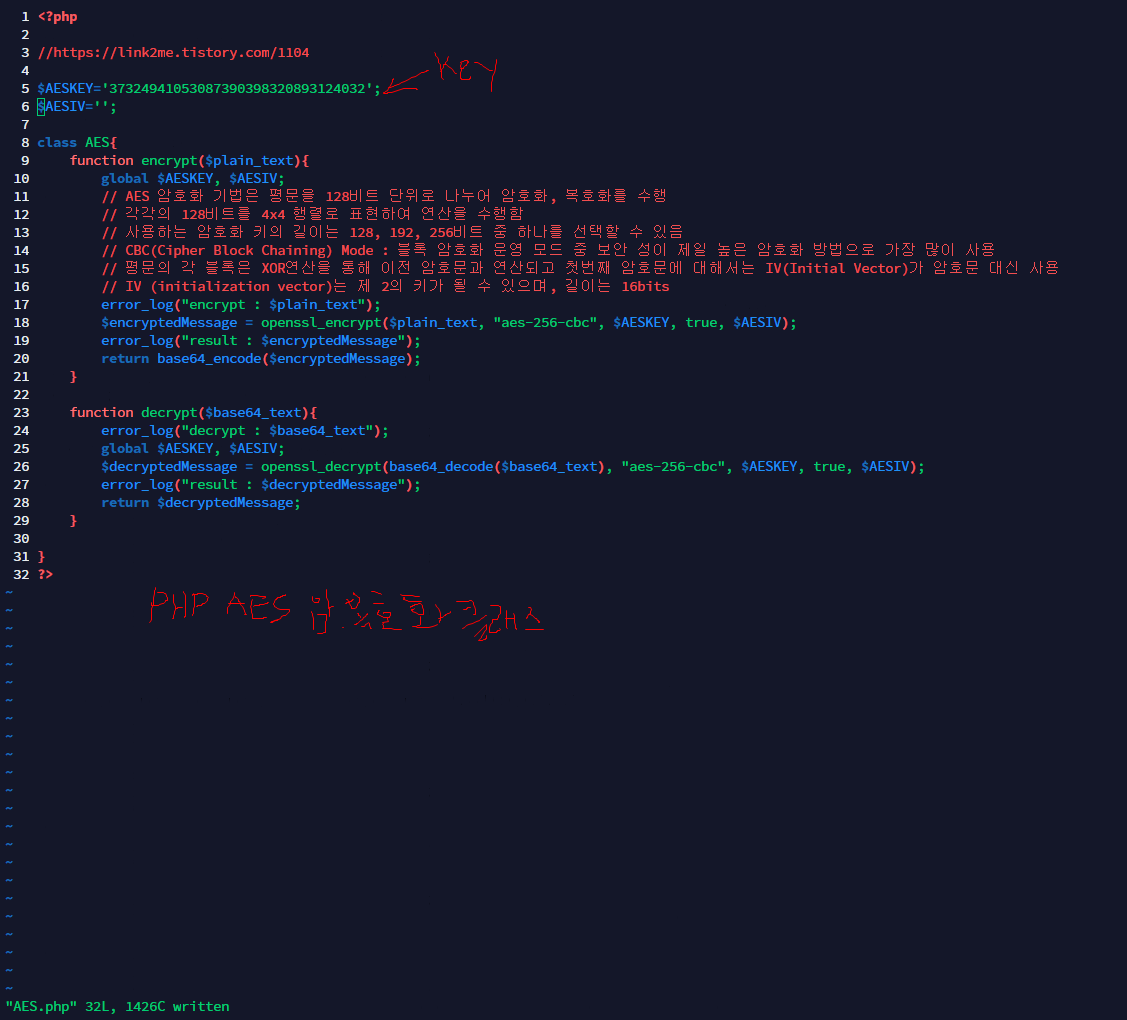 1 <?php
2
3 //https://link2me.tistory.com/1104
4
KEY
5 $AESKEY='37324941053087390398320893124032';
6 $AESIV='';
7
8 class AES{
9 function encrypt($plain_text){
10 global $AESKEY, $AESIV;
11 // AES 암호화 기법은 평문을 128비트 단위로 나누어 암호화, 복호화를 수행
12 // 각각의 128비트를 4x4 행렬로 표현하여 연산을 수행함
13 // 사용하는 암호화 키의 길이는 128, 192, 256비트 중 하나를 선택할 수 있음
14 // CBC(Cipher Block Chaining) Mode : 블록 암호화 운영 모드 중 보안 성이 제일 높은 암호화 방법으로 가장 많이 사용
15 // 평문의 각 블록은 XOR연산을 통해 이전 암호문과 연산되고 첫번째 암호문에 대해서는 IV(Initial Vector)가 암호문 대신 사용
16 // IV (initialization vector)는 제 2의 키가 될 수 있으며, 길이는 16bits
17 error_log("encrypt : $plain_text");
18 $encryptedMessage = openssl_encrypt($plain_text, "aes-256-cbc", $AESKEY, true, $AESIV);
19 error_log("result : $encryptedMessage");
20 return base64_encode($encryptedMessage);
21 }
22
23 function decrypt($base64_text){
24 error_log("decrypt : $base64_text");
25 global $AESKEY, $AESIV;
26 $decryptedMessage = openssl_decrypt(base64_decode($base64_text), "aes-256-cbc", $AESKEY, true, $AESIV);
27 error_log("result : $decryptedMessage");
28 return $decryptedMessage;
29 }
30
31 }
32 ?>
PHP AES 클래스
"AES.php" 32L, 1426C written